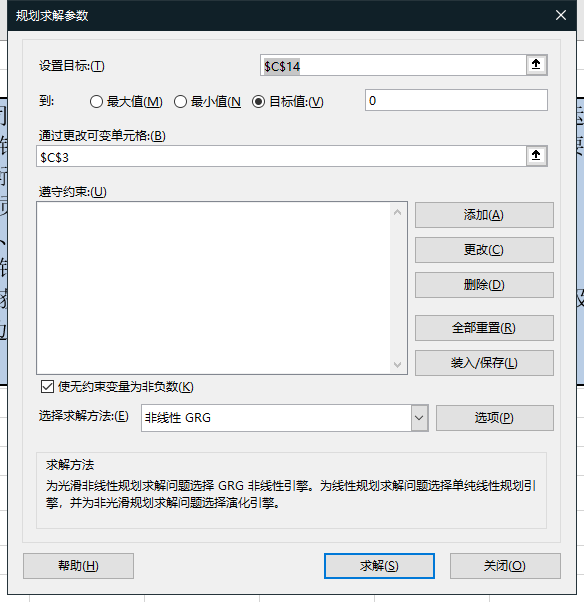 规划求解参数
设置目标:(T)
$C$14
到:
最大值(M)
最小值(N
目标值:(V)
0
通过更改可变单元格:(B)
$C$3
遵守约束:(U)
添加(A)
更改(C)
删除(D)
全部重置(R)
装入/保存(L)
使无约束变量为非负数(K)
选择求解方法:(E)
非线性 GRG
选项(P)
求解方法
为光滑非线性规划求解问题选择 GRG 非线性引擎。为线性规划求解问题选择单纯线性规划引
擎，并为非光滑规划求解问题选择演化引擎。
帮助(H)
求解(S)
关闭(O)